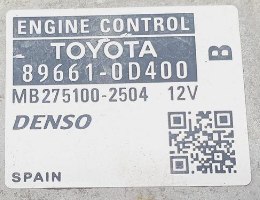 ENGINE CONTROL
TOYOTA
89661-0D400
B
MB275100-2504 12V
DENSO
SPAIN